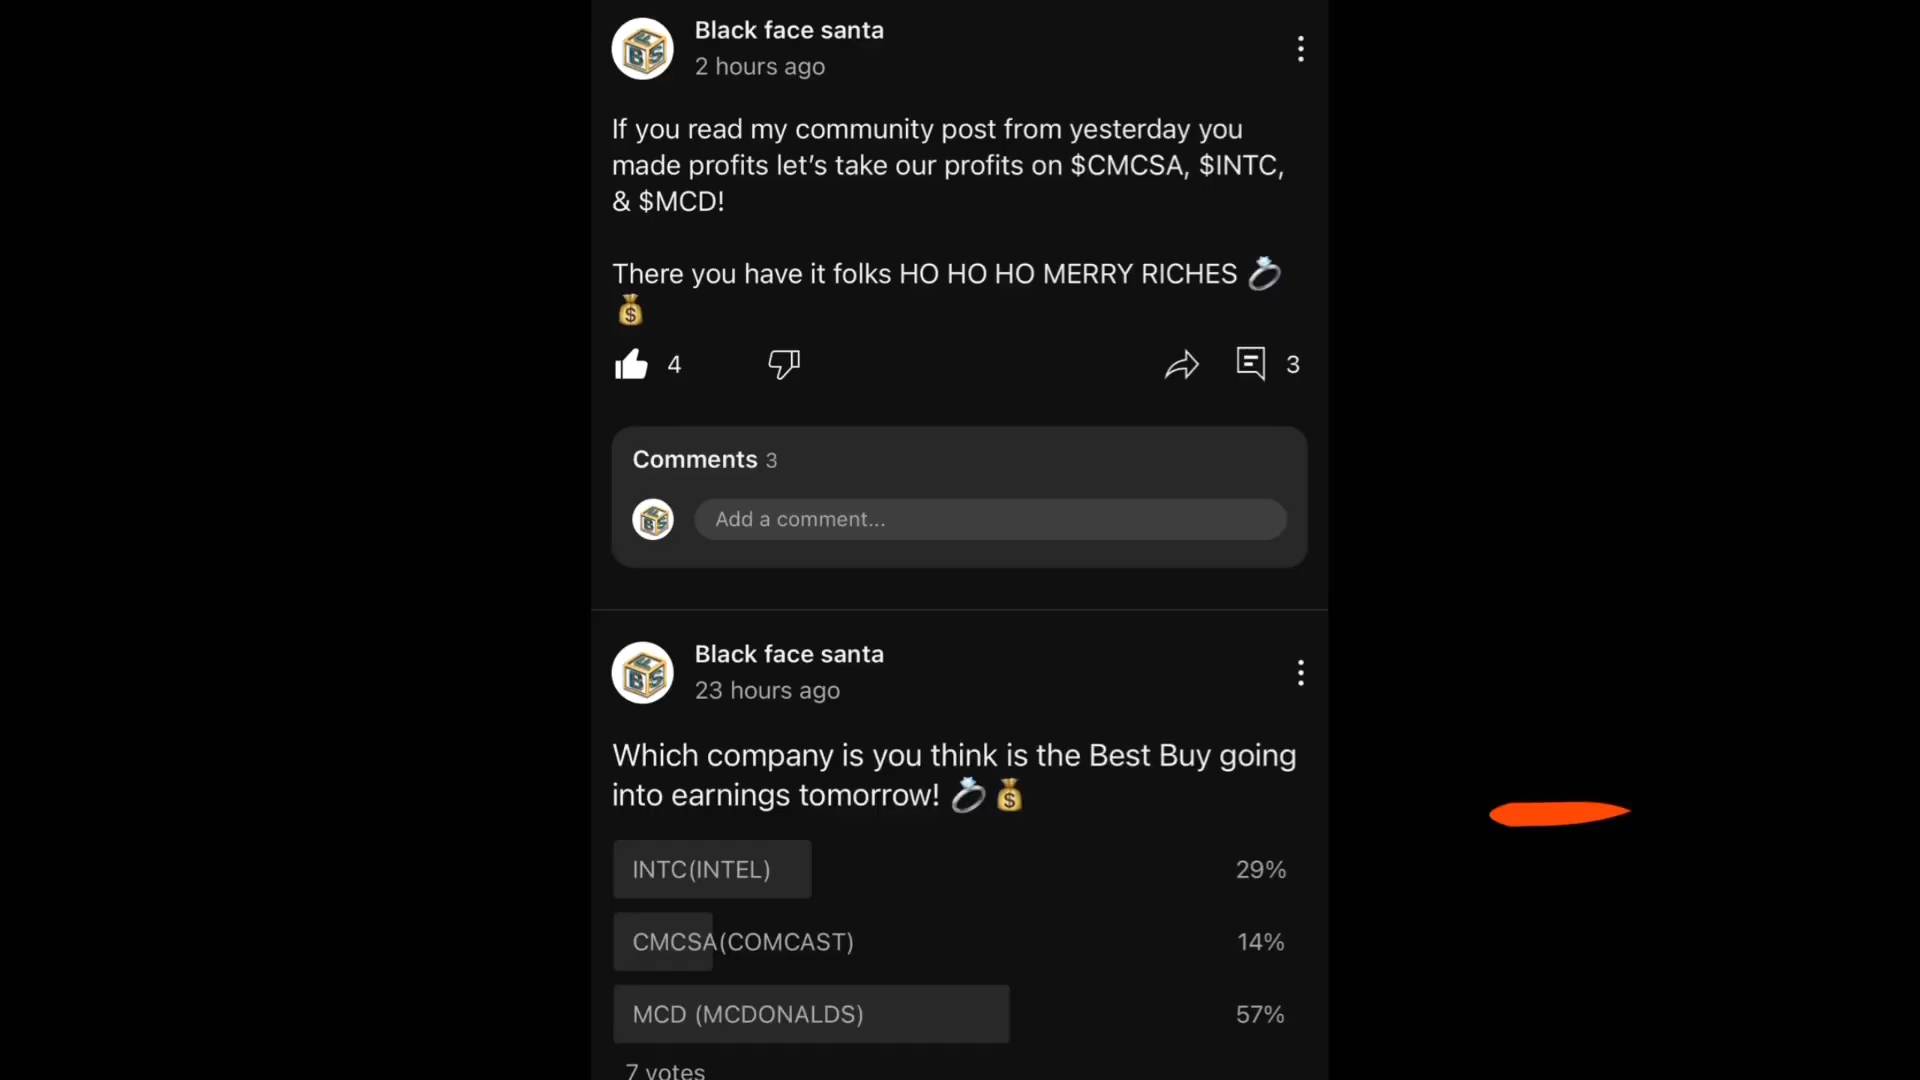 Black face santa
2 hours ago
If you read my community post from yesterday you
made profits let's take our profits on $CMCSA, $INTC,
& $MCD!
There you have it folks HO HO HO MERRY RICHES 💍
💰
4
3
Comments 3
Add a comment...
Black face santa
23 hours ago
Which company is you think is the Best Buy going
into earnings tomorrow! 💍💰
INTC(INTEL) 29%
CMCSA(COMCAST) 14%
MCD (MCDONALDS) 57%
7 votes